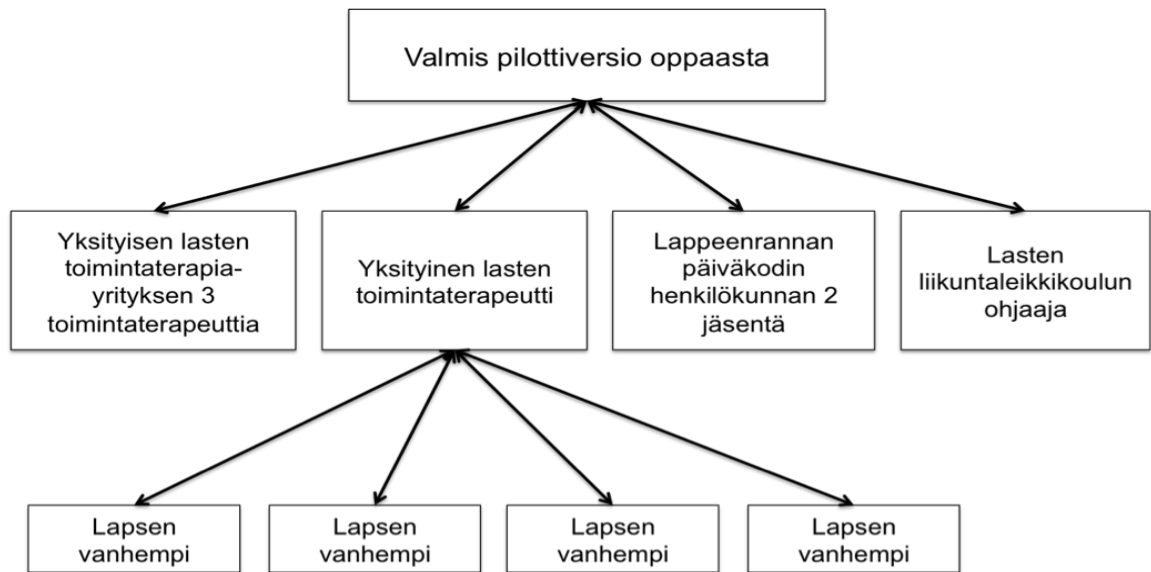 Valmis pilottiversio oppaasta
Yksityisen lasten
toimintaterapia-
yrityksen 3
toimintaterapeuttia
Yksityinen lasten
toimintaterapeutti
Lappeenrannan
päiväkodin
henkilökunnan 2
jäsentä
Lasten
liikuntaleikkikoulun
ohjaaja
Lapsen
vanhempi
Lapsen
vanhempi
Lapsen
vanhempi
Lapsen
vanhempi